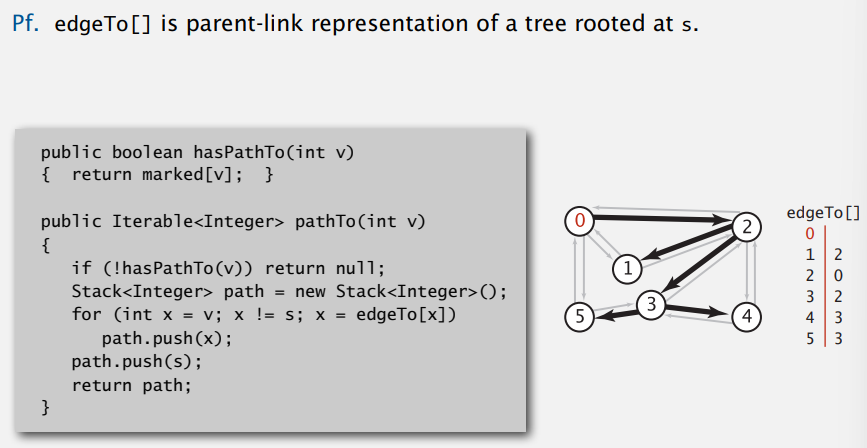 Pf. edgeTo[] is parent-link representation of a tree rooted at s.
public boolean hasPathTo(int v)
{  return marked[v];  }
public Iterable<Integer> pathTo(int v)
{
   if (!hasPathTo(v)) return null;
   Stack<Integer> path = new Stack<Integer>();
   for (int x = v; x != s; x = edgeTo[x])
      path.push(x);
   path.push(s);
   return path;
}
0
2
1
3
5
4
edgeTo[]
0
1 2
2 0
3 2
4 3
5 3